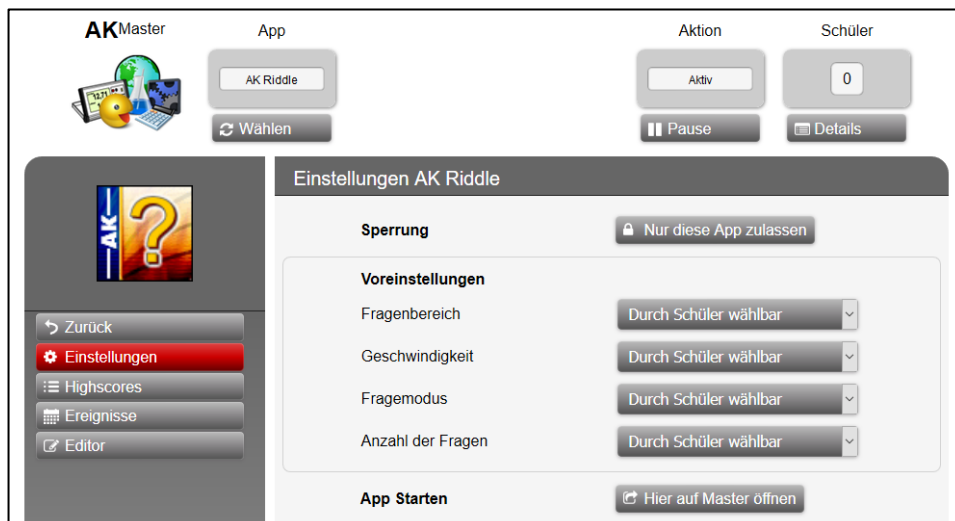 AKMaster App Aktion Schüler
AK Riddle Aktiv 0
Wählen Pause Details
Einstellungen AK Riddle
AK ?
Sperrung Nur diese App zulassen
Voreinstellungen
Fragenbereich Durch Schüler wählbar
Geschwindigkeit Durch Schüler wählbar
Fragemodus Durch Schüler wählbar
Anzahl der Fragen Durch Schüler wählbar
App Starten Hier auf Master öffnen
Zurück
Einstellungen
Highscores
Ereignisse
Editor